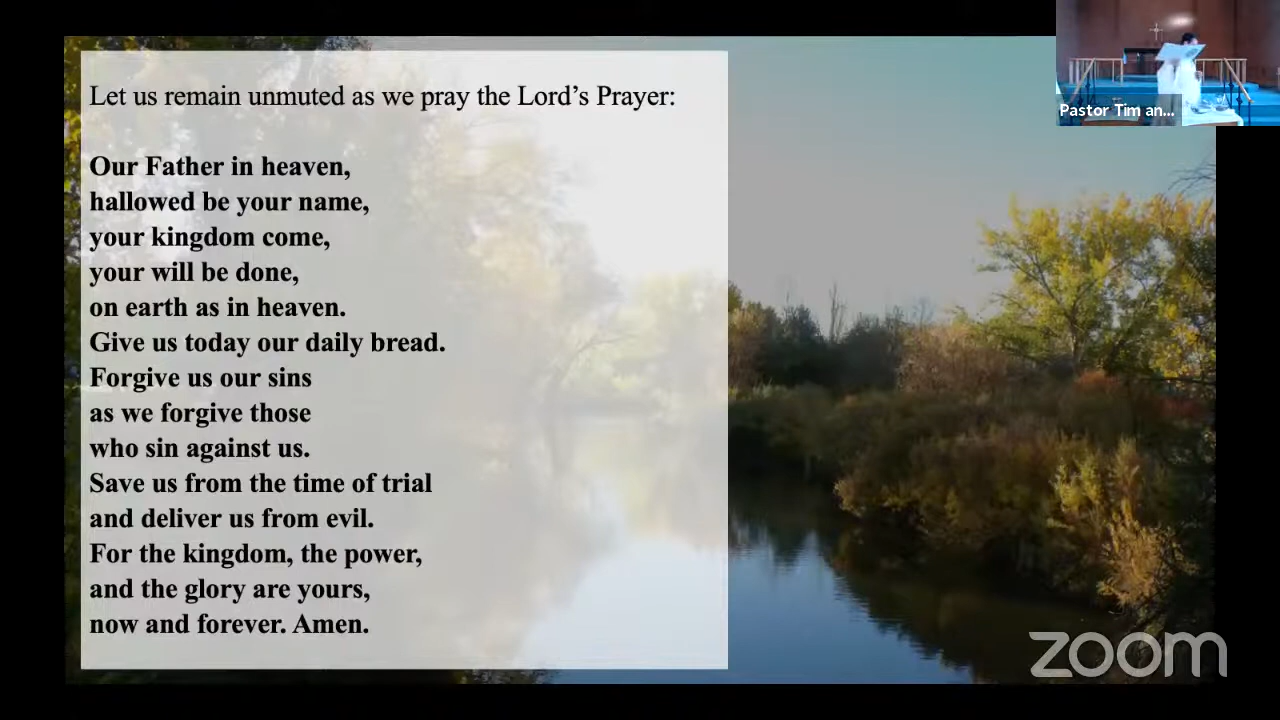 Let us remain unmuted as we pray the Lord’s Prayer:
Our Father in heaven,
hallowed be your name,
your kingdom come,
your will be done,
on earth as in heaven.
Give us today our daily bread.
Forgive us our sins
as we forgive those
who sin against us.
Save us from the time of trial
and deliver us from evil.
For the kingdom, the power,
and the glory are yours,
now and forever. Amen.
Pastor Tim an...
zoom